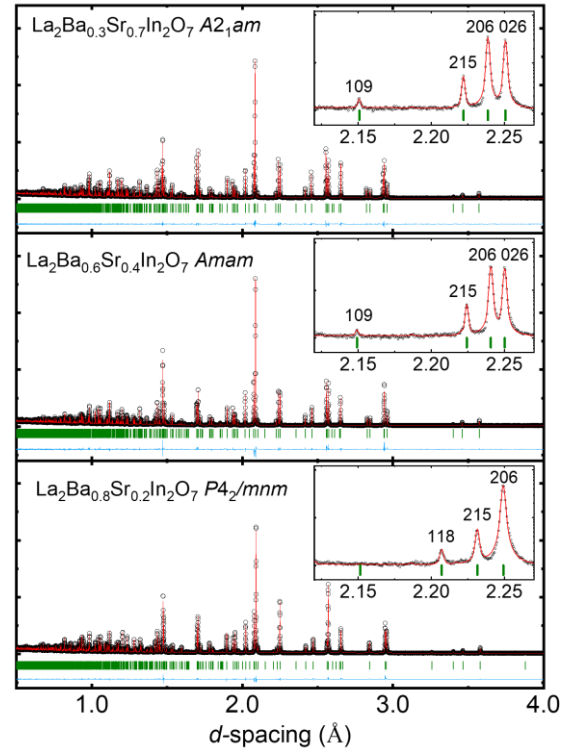 La₂Ba₀.₃Sr₀.₇In₂O₇ A2₁am
206 026
215
109
2.15 2.20 2.25
La₂Ba₀.₆Sr₀.₄In₂O₇ Amam
206 026
215
109
2.15 2.20 2.25
La₂Ba₀.₈Sr₀.₂In₂O₇ P4₂/mnm
206
215
118
2.15 2.20 2.25
1.0 2.0 3.0 4.0
d-spacing (Å)